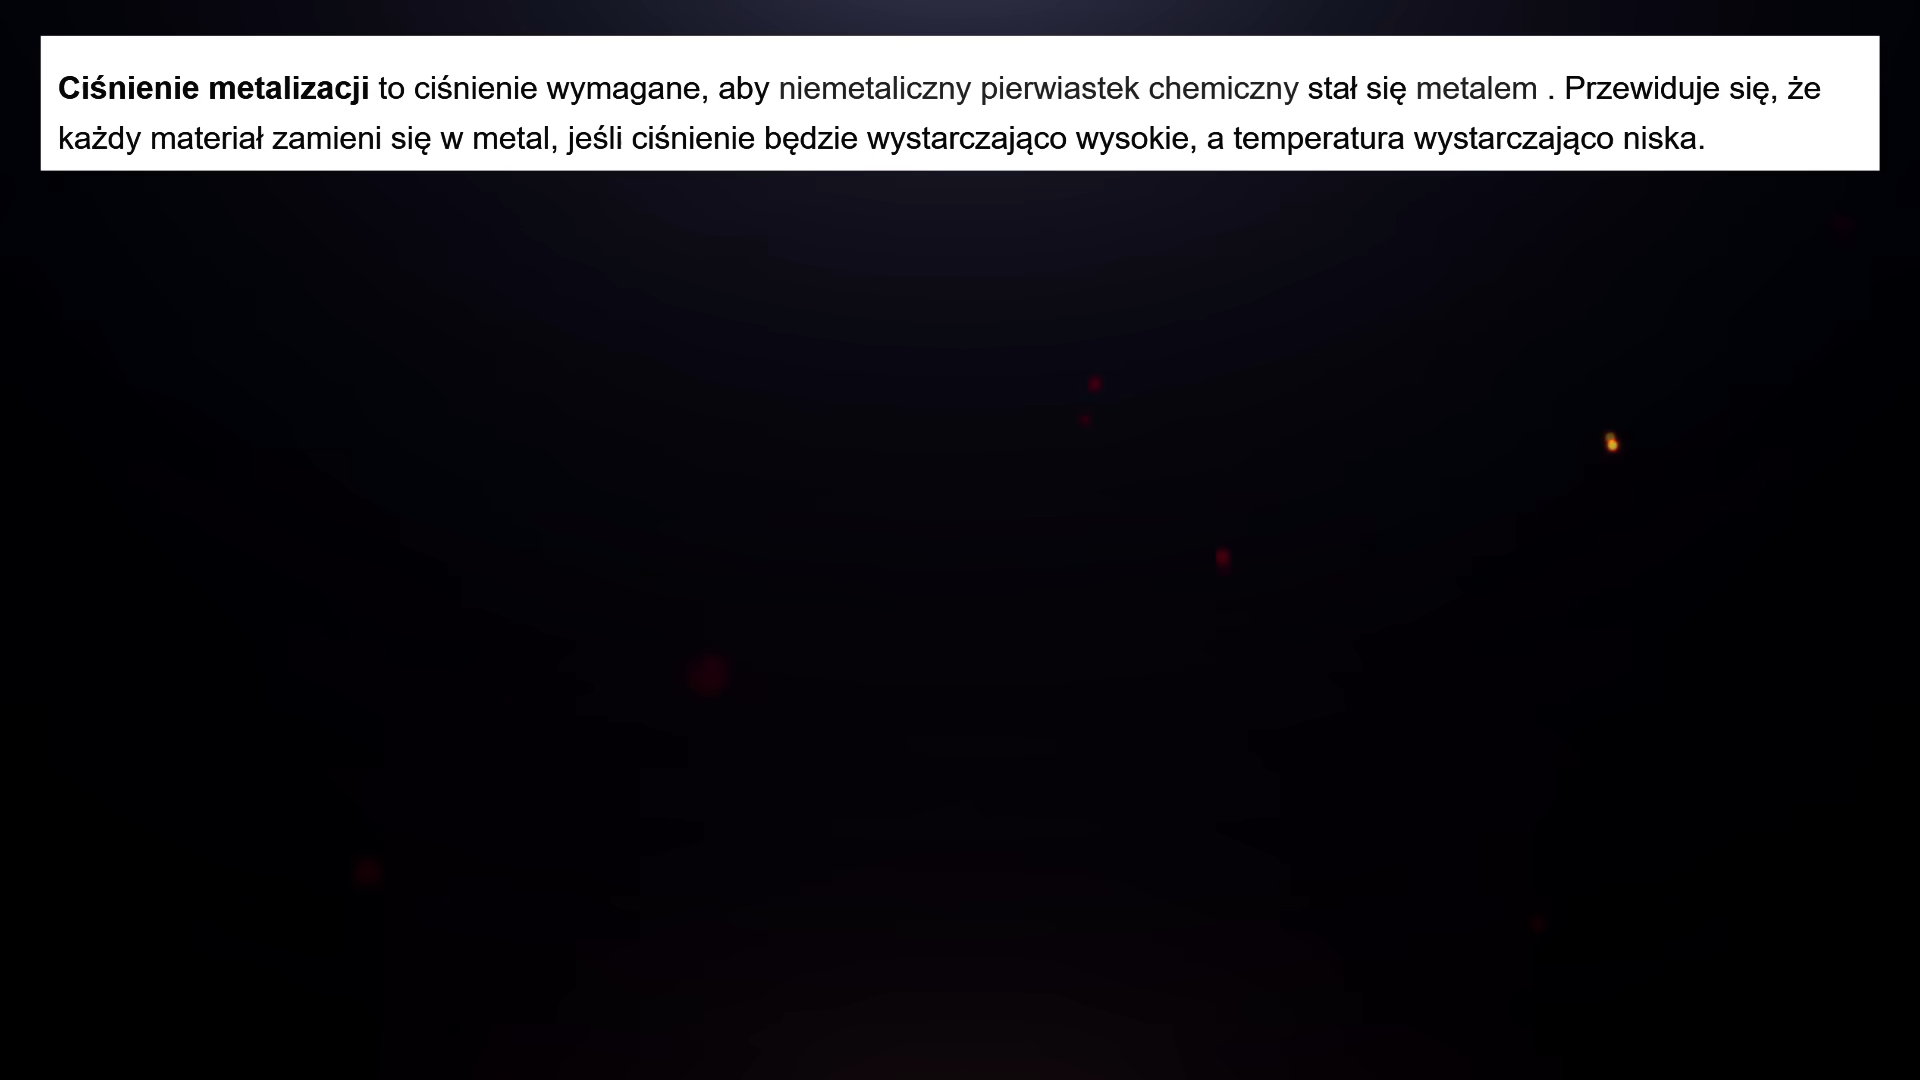 Ciśnienie metalizacji to ciśnienie wymagane, aby niemetaliczny pierwiastek chemiczny stał się metalem . Przewiduje się, że
każdy materiał zamieni się w metal, jeśli ciśnienie będzie wystarczająco wysokie, a temperatura wystarczająco niska.